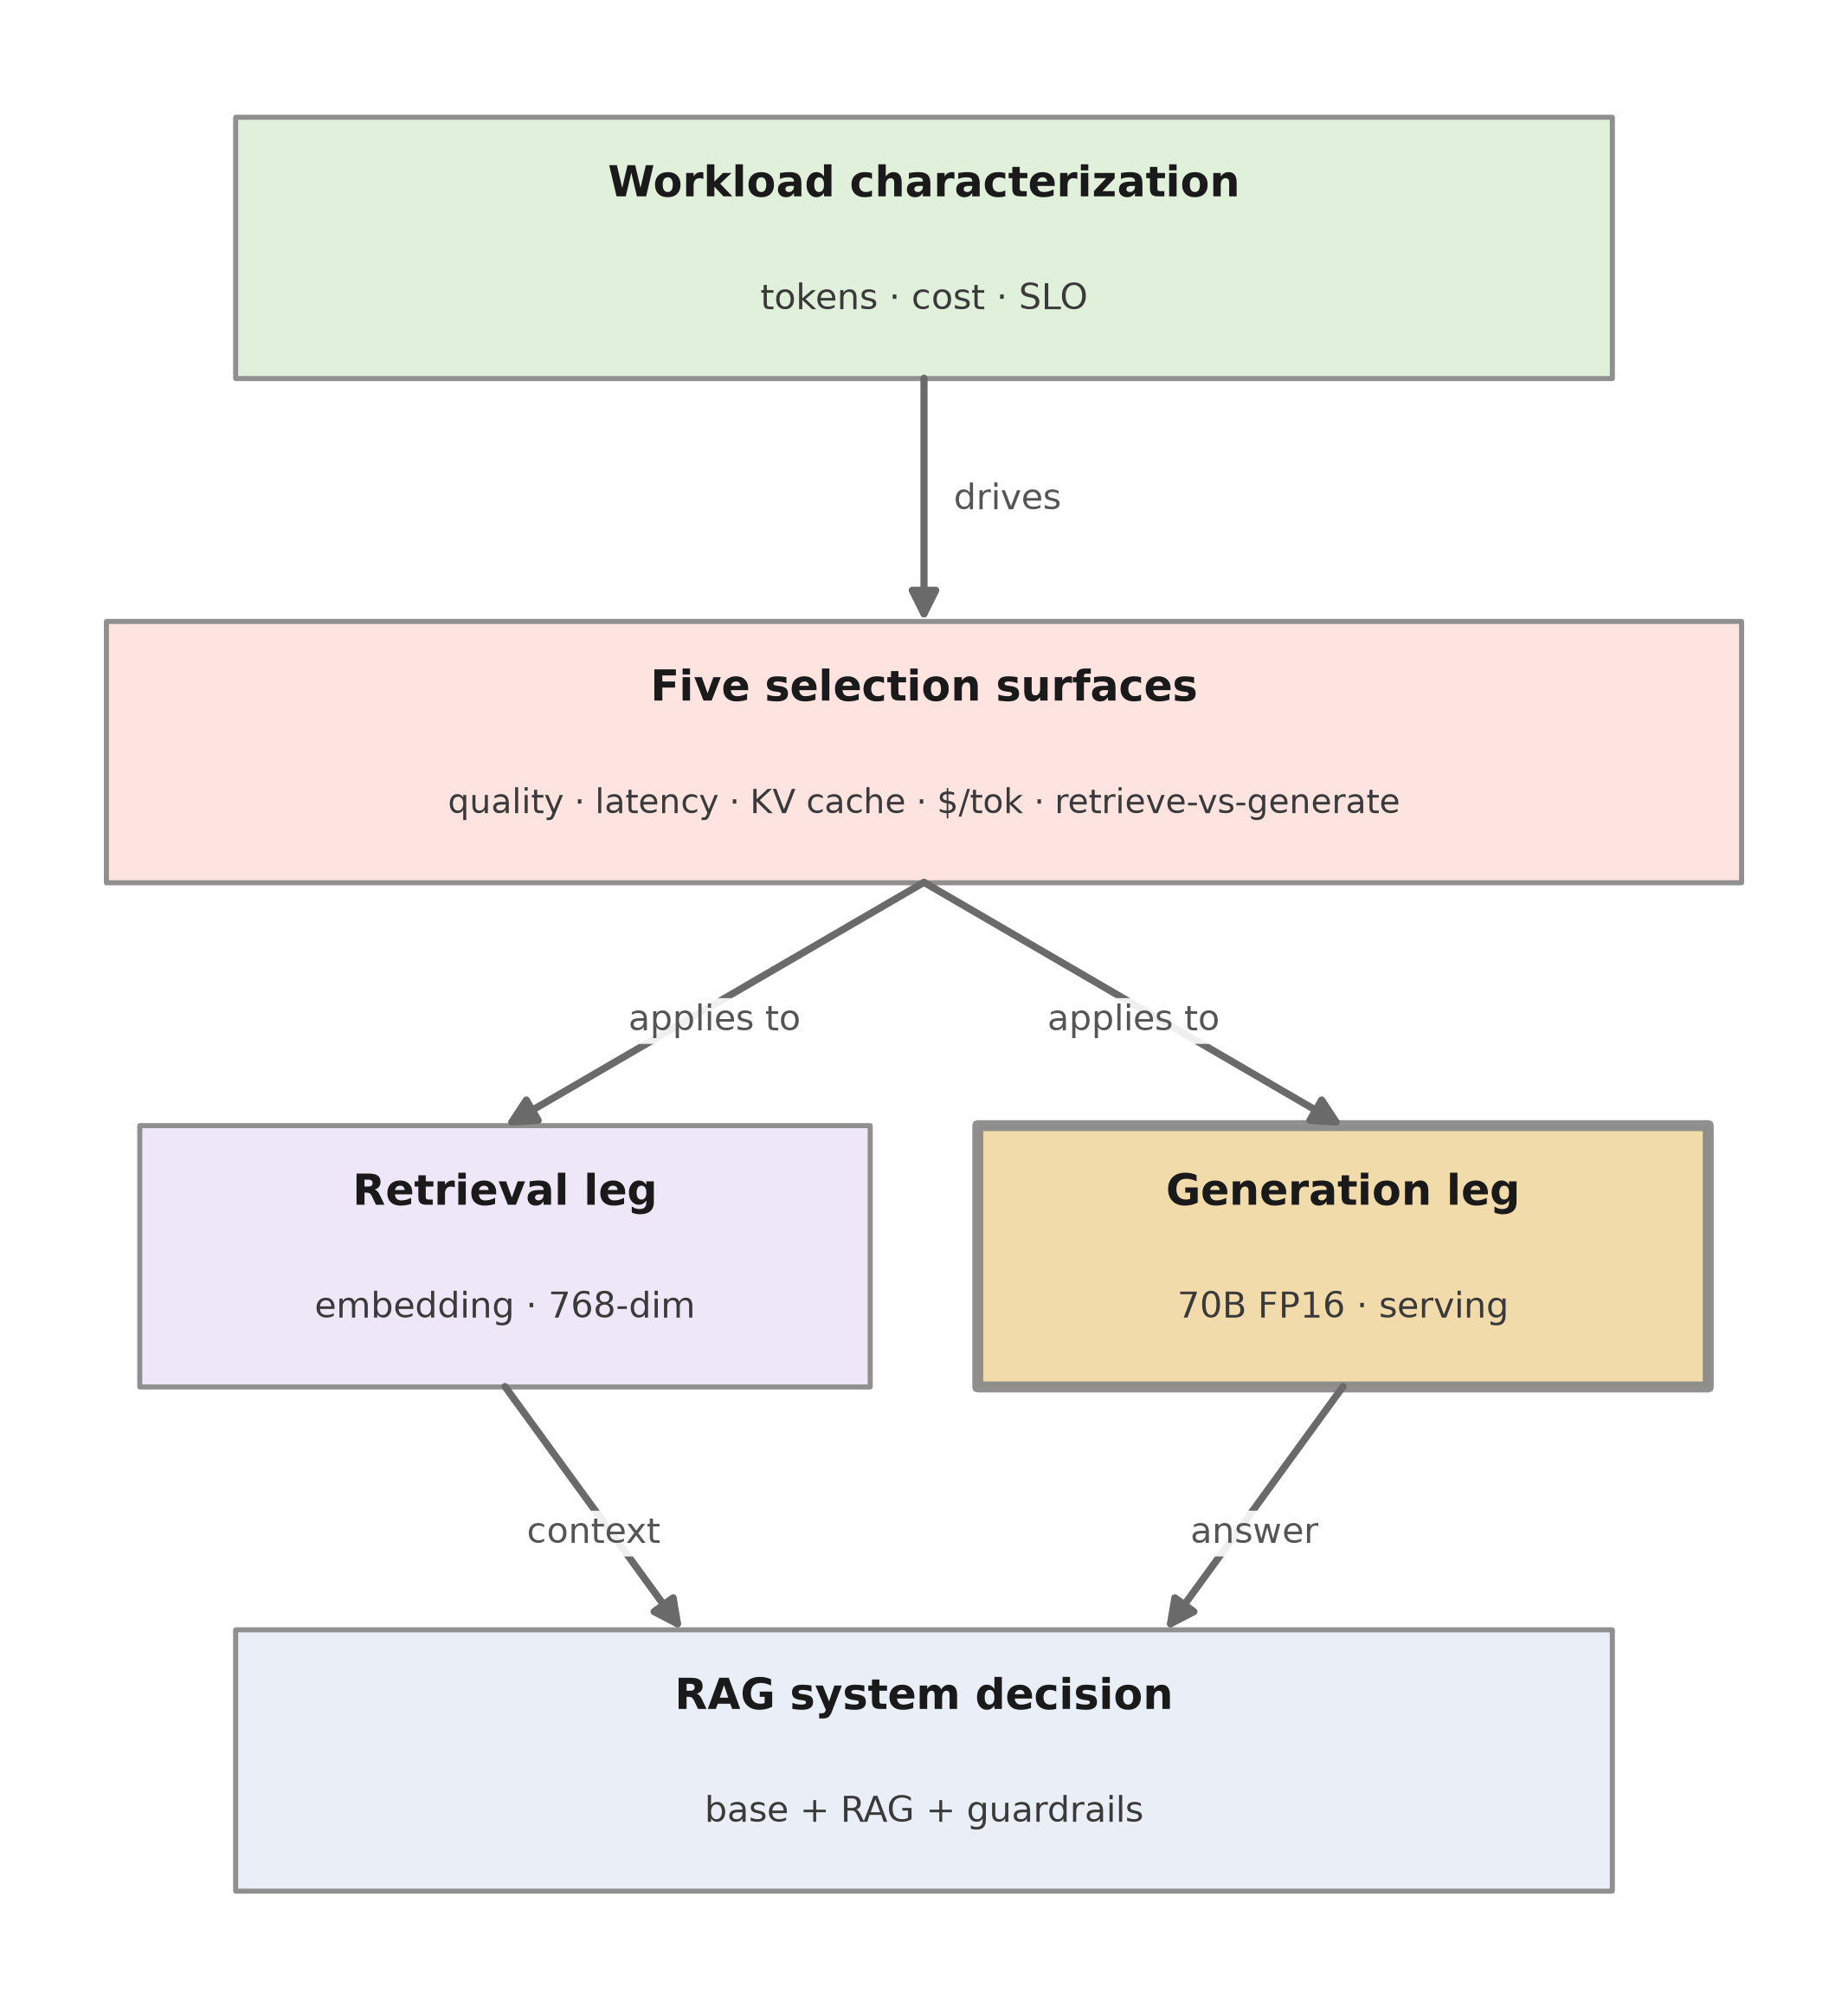 Workload characterization
tokens · cost · SLO
drives
Five selection surfaces
quality · latency · KV cache · $/tok · retrieve-vs-generate
applies to
applies to
Retrieval leg
embedding · 768-dim
Generation leg
70B FP16 · serving
context
answer
RAG system decision
base + RAG + guardrails